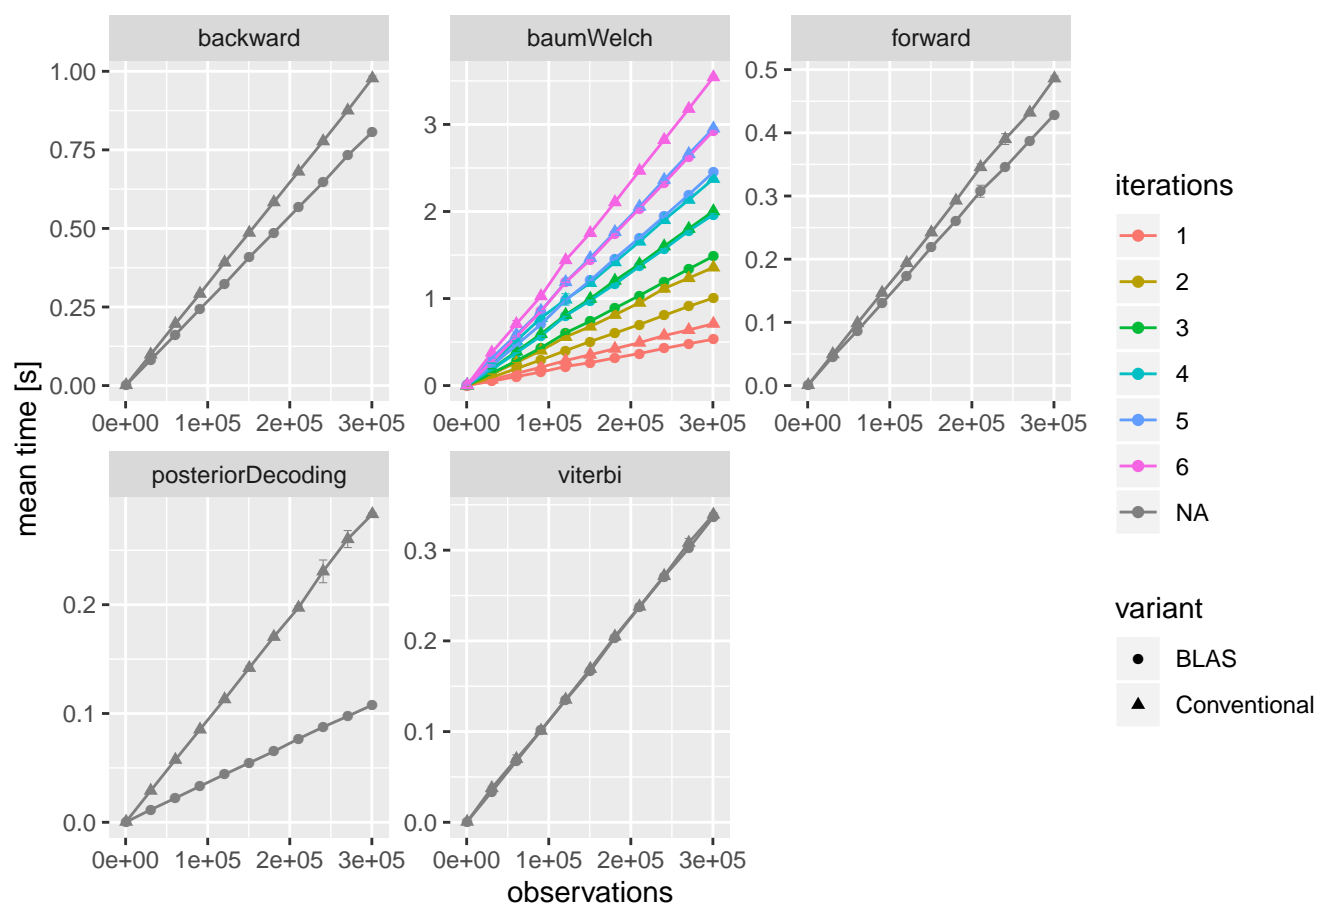 backward
baumWelch
forward
1.00
0.75
0.50
0.25
0.00
3
2
1
0
0.5
0.4
0.3
0.2
0.1
0.0
0e+00 1e+05 2e+05 3e+05
0e+00 1e+05 2e+05 3e+05
0e+00 1e+05 2e+05 3e+05
mean time [s]
posteriorDecoding
viterbi
0.2
0.1
0.0
0.3
0.2
0.1
0.0
0e+00 1e+05 2e+05 3e+05
0e+00 1e+05 2e+05 3e+05
observations
iterations
1
2
3
4
5
6
NA
variant
BLAS
Conventional